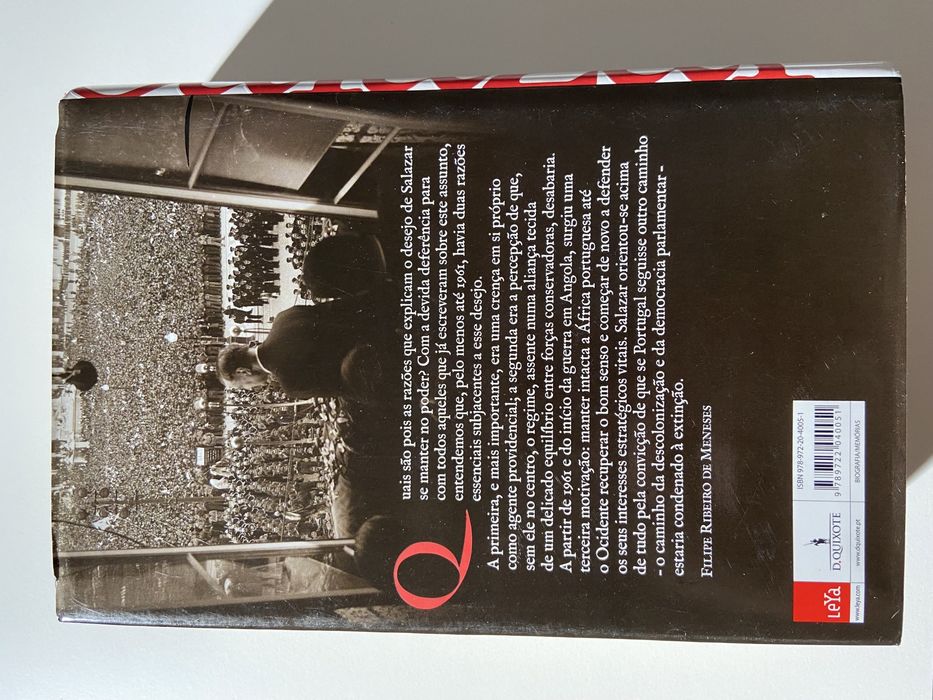 Quais são pois as razões que explicam o desejo de Salazar
se manter no poder? Com a devida deferência para
com todos aqueles que já escreveram sobre este assunto,
entendemos que, pelo menos até 1961, havia duas razões
essenciais subjacentes a esse desejo.
A primeira, e mais importante, era uma crença em si próprio
como agente providencial; a segunda era a percepção de que,
sem ele no centro, o regime, assente numa aliança tecida
de um delicado equilíbrio entre forças conservadoras, desabaria.
A partir de 1961 e do início da guerra em Angola, surgiu uma
terceira motivação: manter intacta a África portuguesa até
o Ocidente recuperar o bom senso e começar de novo a defender
os seus interesses estratégicos vitais. Salazar orientou-se acima
de tudo pela convicção de que se Portugal seguisse outro caminho
- o caminho da descolonização e da democracia parlamentar -
estaria condenado à extinção.
FILIPE RIBEIRO DE MENESES
LeYa
www.leya.com
D.QUIXOTE
www.dquixote.pt
ISBN 978-972-20-4005-1
9 789722 040051
BIOGRAFIA/MEMÓRIAS